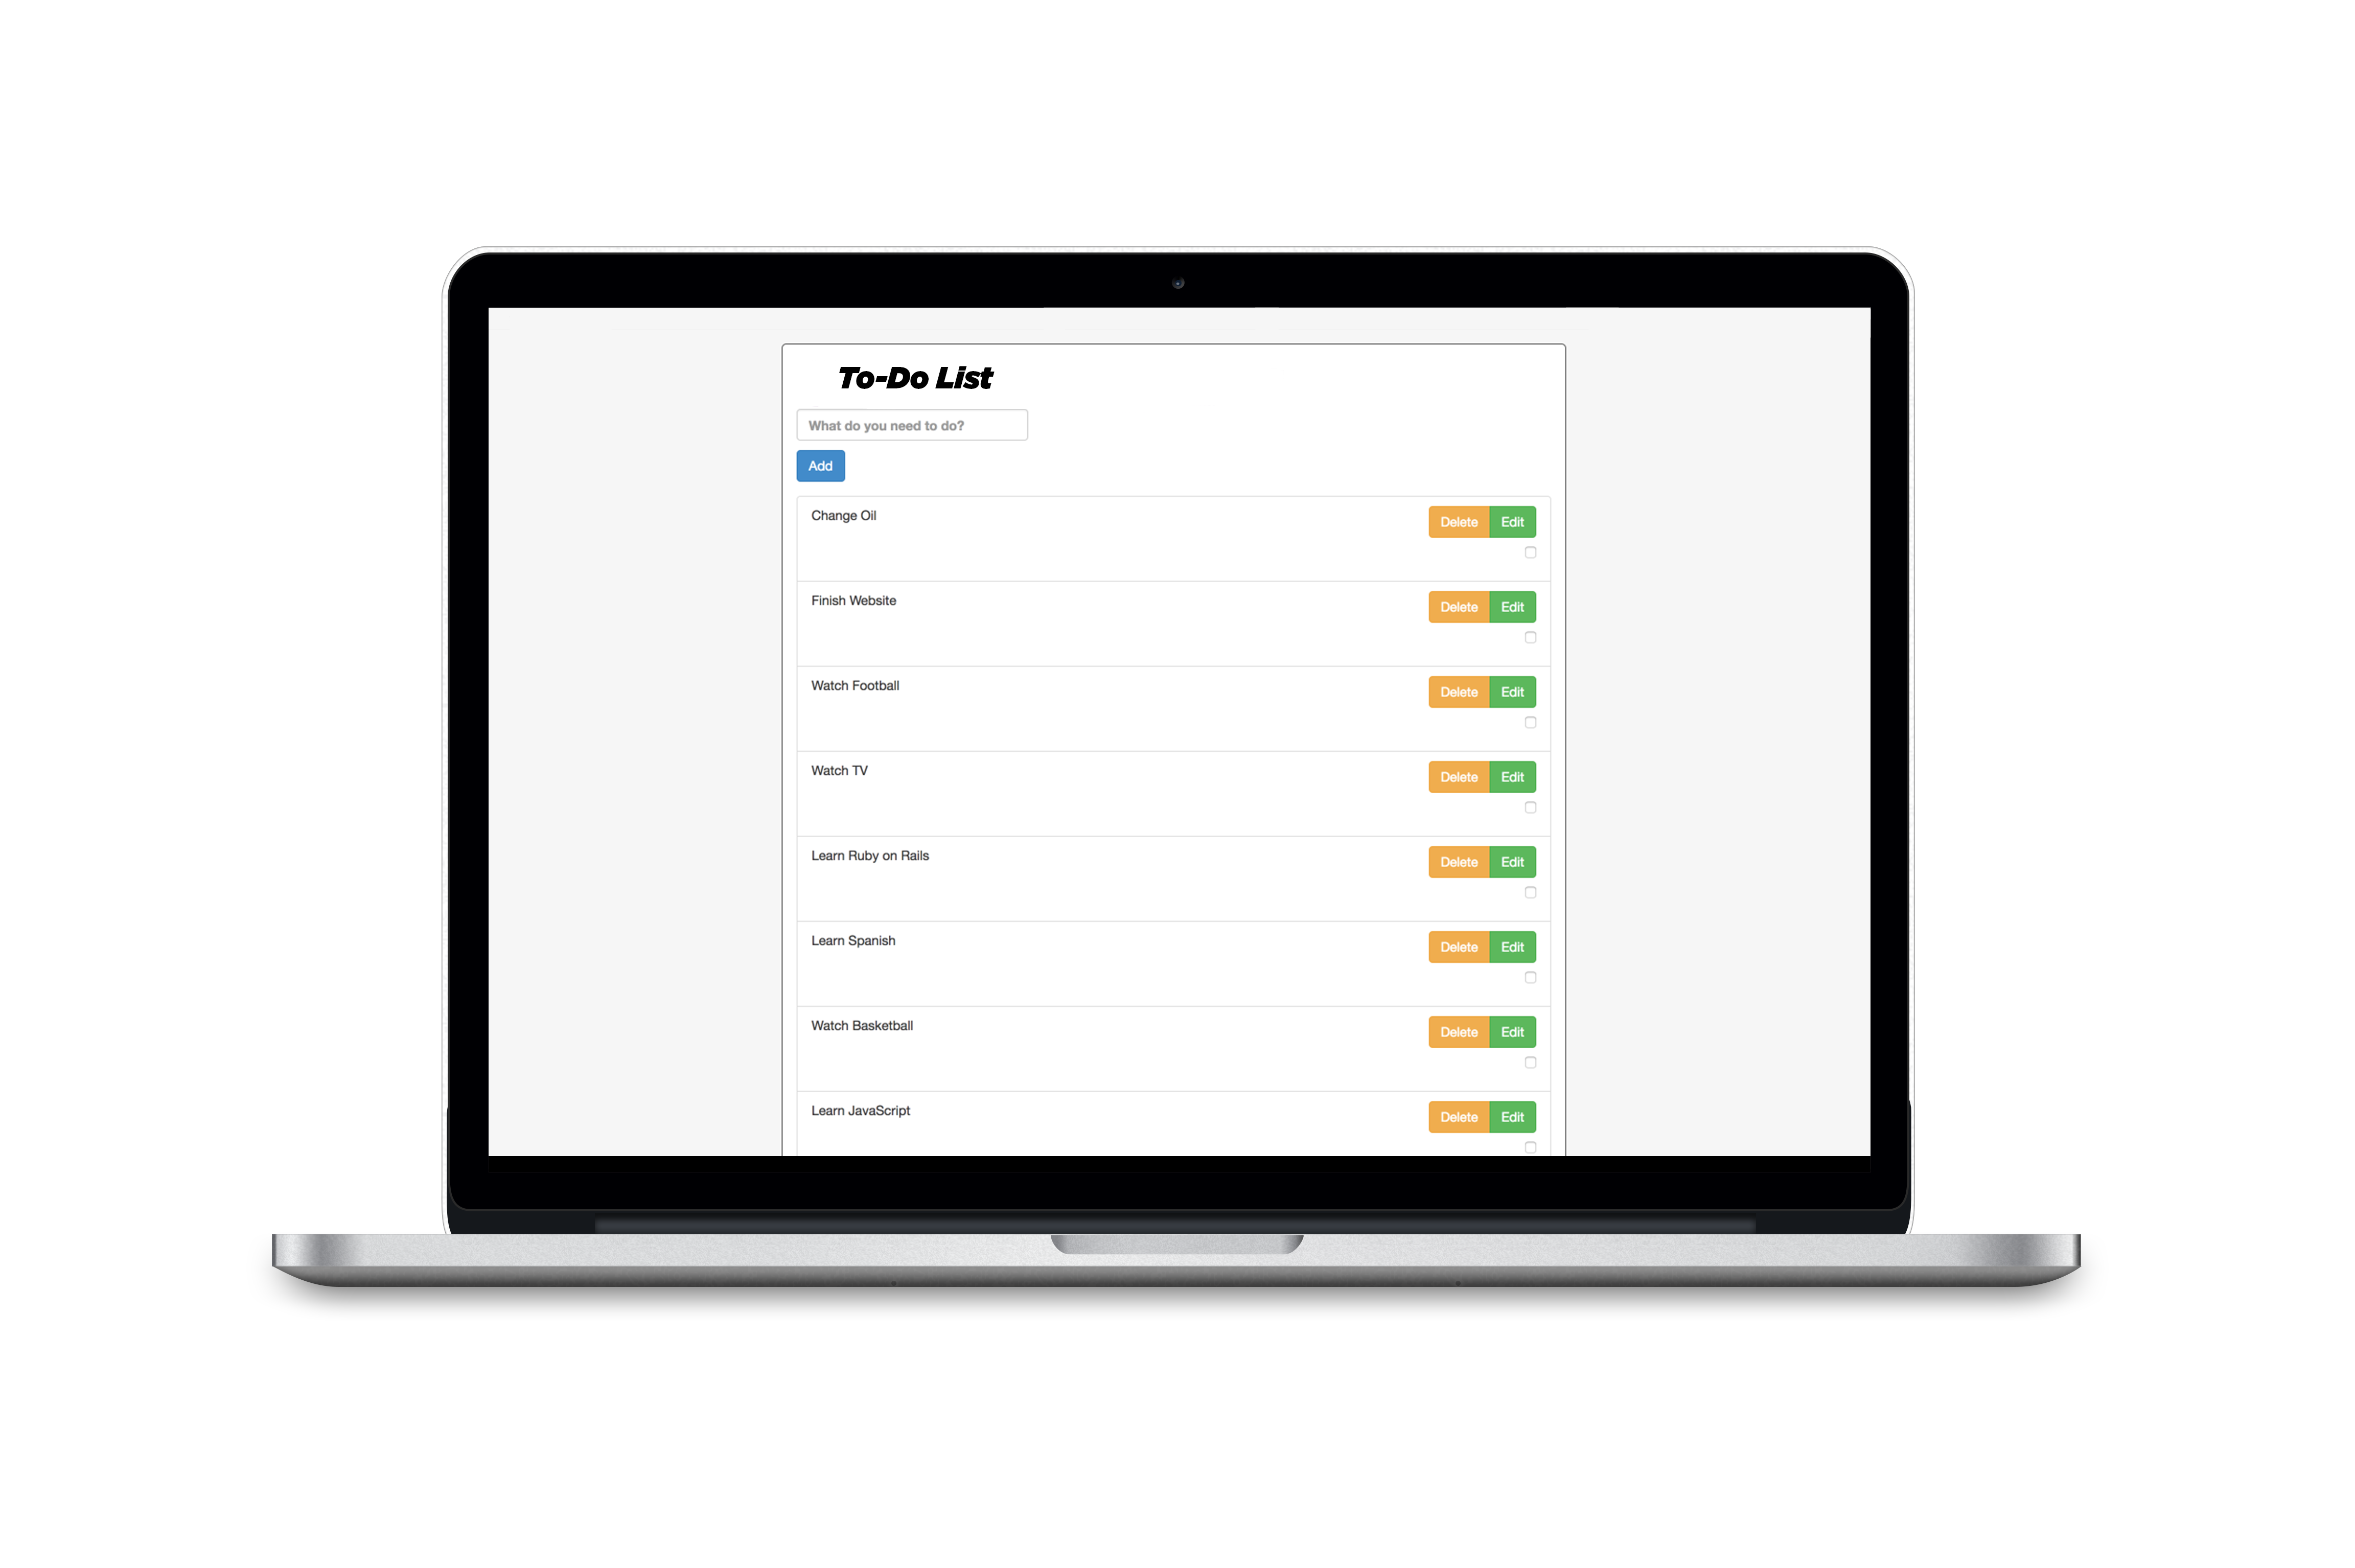 To-Do List
What do you need to do?
Add
Change Oil
Delete Edit
Finish Website
Delete Edit
Watch Football
Delete Edit
Watch TV
Delete Edit
Learn Ruby on Rails
Delete Edit
Learn Spanish
Delete Edit
Watch Basketball
Delete Edit
Learn JavaScript
Delete Edit